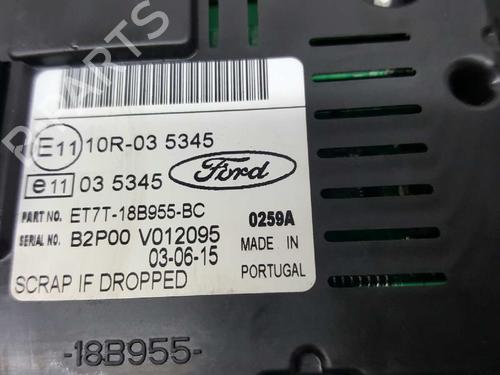 E11 10R-03 5345
e11 03 5345
Ford
PART NO. ET7T-18B955-BC 0259A
SERIAL NO. B2P00 V012095 MADE IN
03-06-15 PORTUGAL
SCRAP IF DROPPED
-18B955-
PARTS